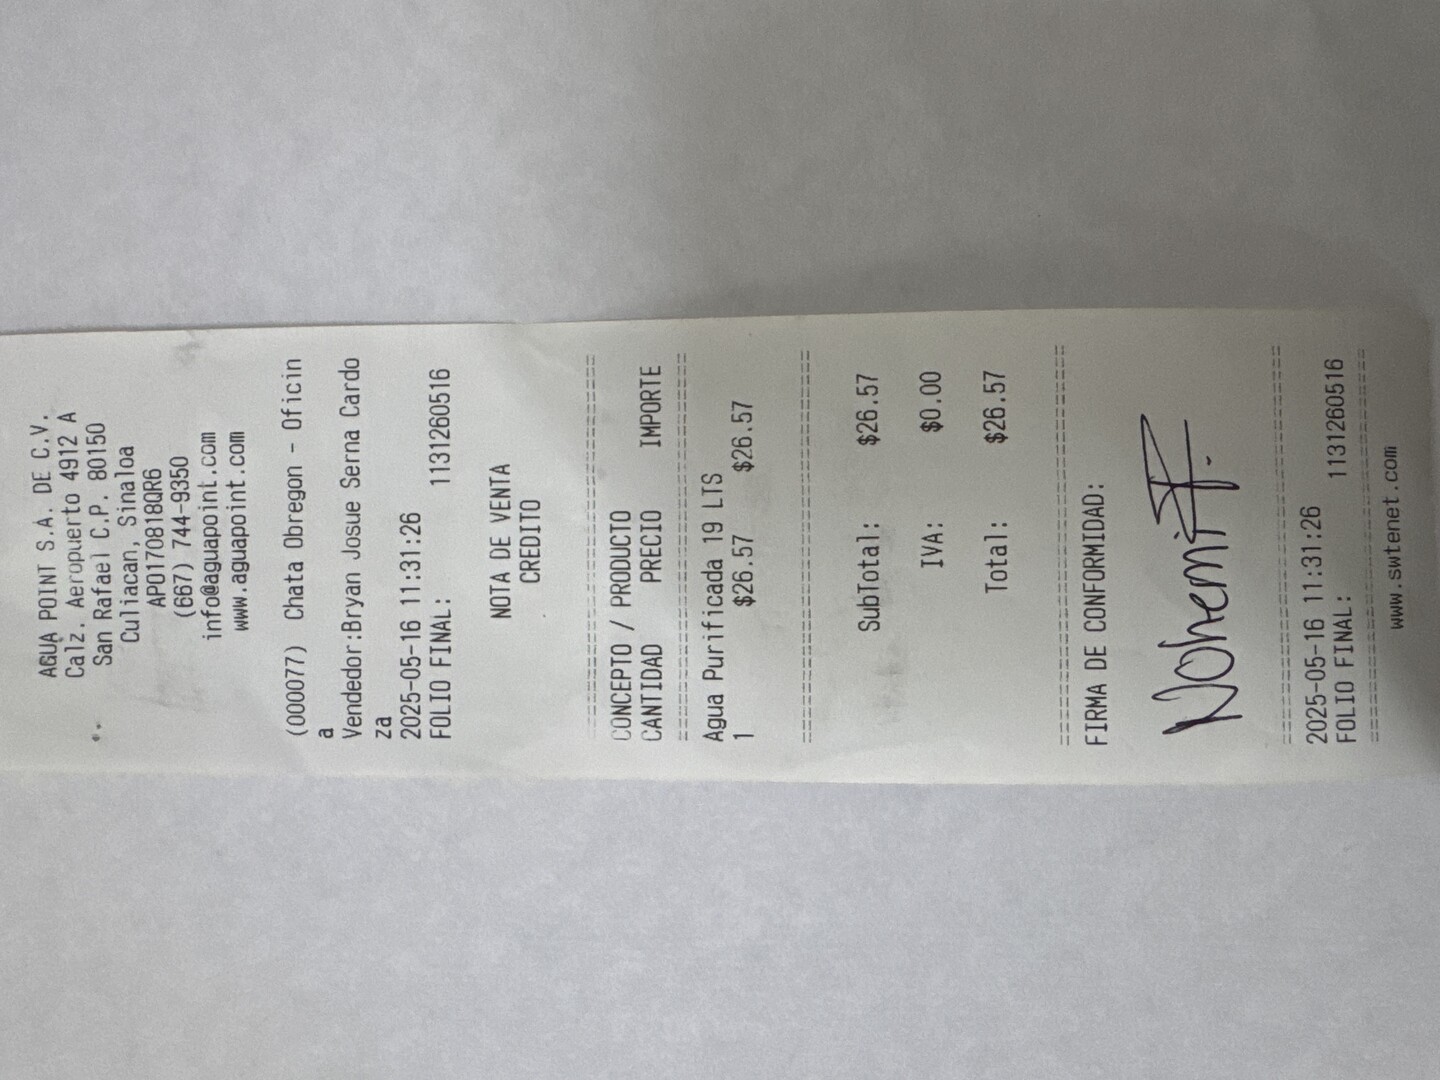 AGUA POINT S.A. DE C.V.
Calz. Aeropuerto 4912 A
San Rafael C.P. 80150
Culiacan, Sinaloa
APO170818QR6
(667) 744-9350
info@aguapoint.com
www.aguapoint.com
(000077) Chata Obregon - Oficin
a
Vendedor:Bryan Josue Serna Cardo
za
2025-05-16 11:31:26
FOLIO FINAL: 1131260516
NOTA DE VENTA
CREDITO
================================
CONCEPTO / PRODUCTO
CANTIDAD PRECIO IMPORTE
================================
Agua Purificada 19 LTS
1 $26.57 $26.57
================================
SubTotal: $26.57
IVA: $0.00
Total: $26.57
================================
FIRMA DE CONFORMIDAD:
Nohemi F.
================================
2025-05-16 11:31:26
FOLIO FINAL: 1131260516
================================
www.swtenet.com